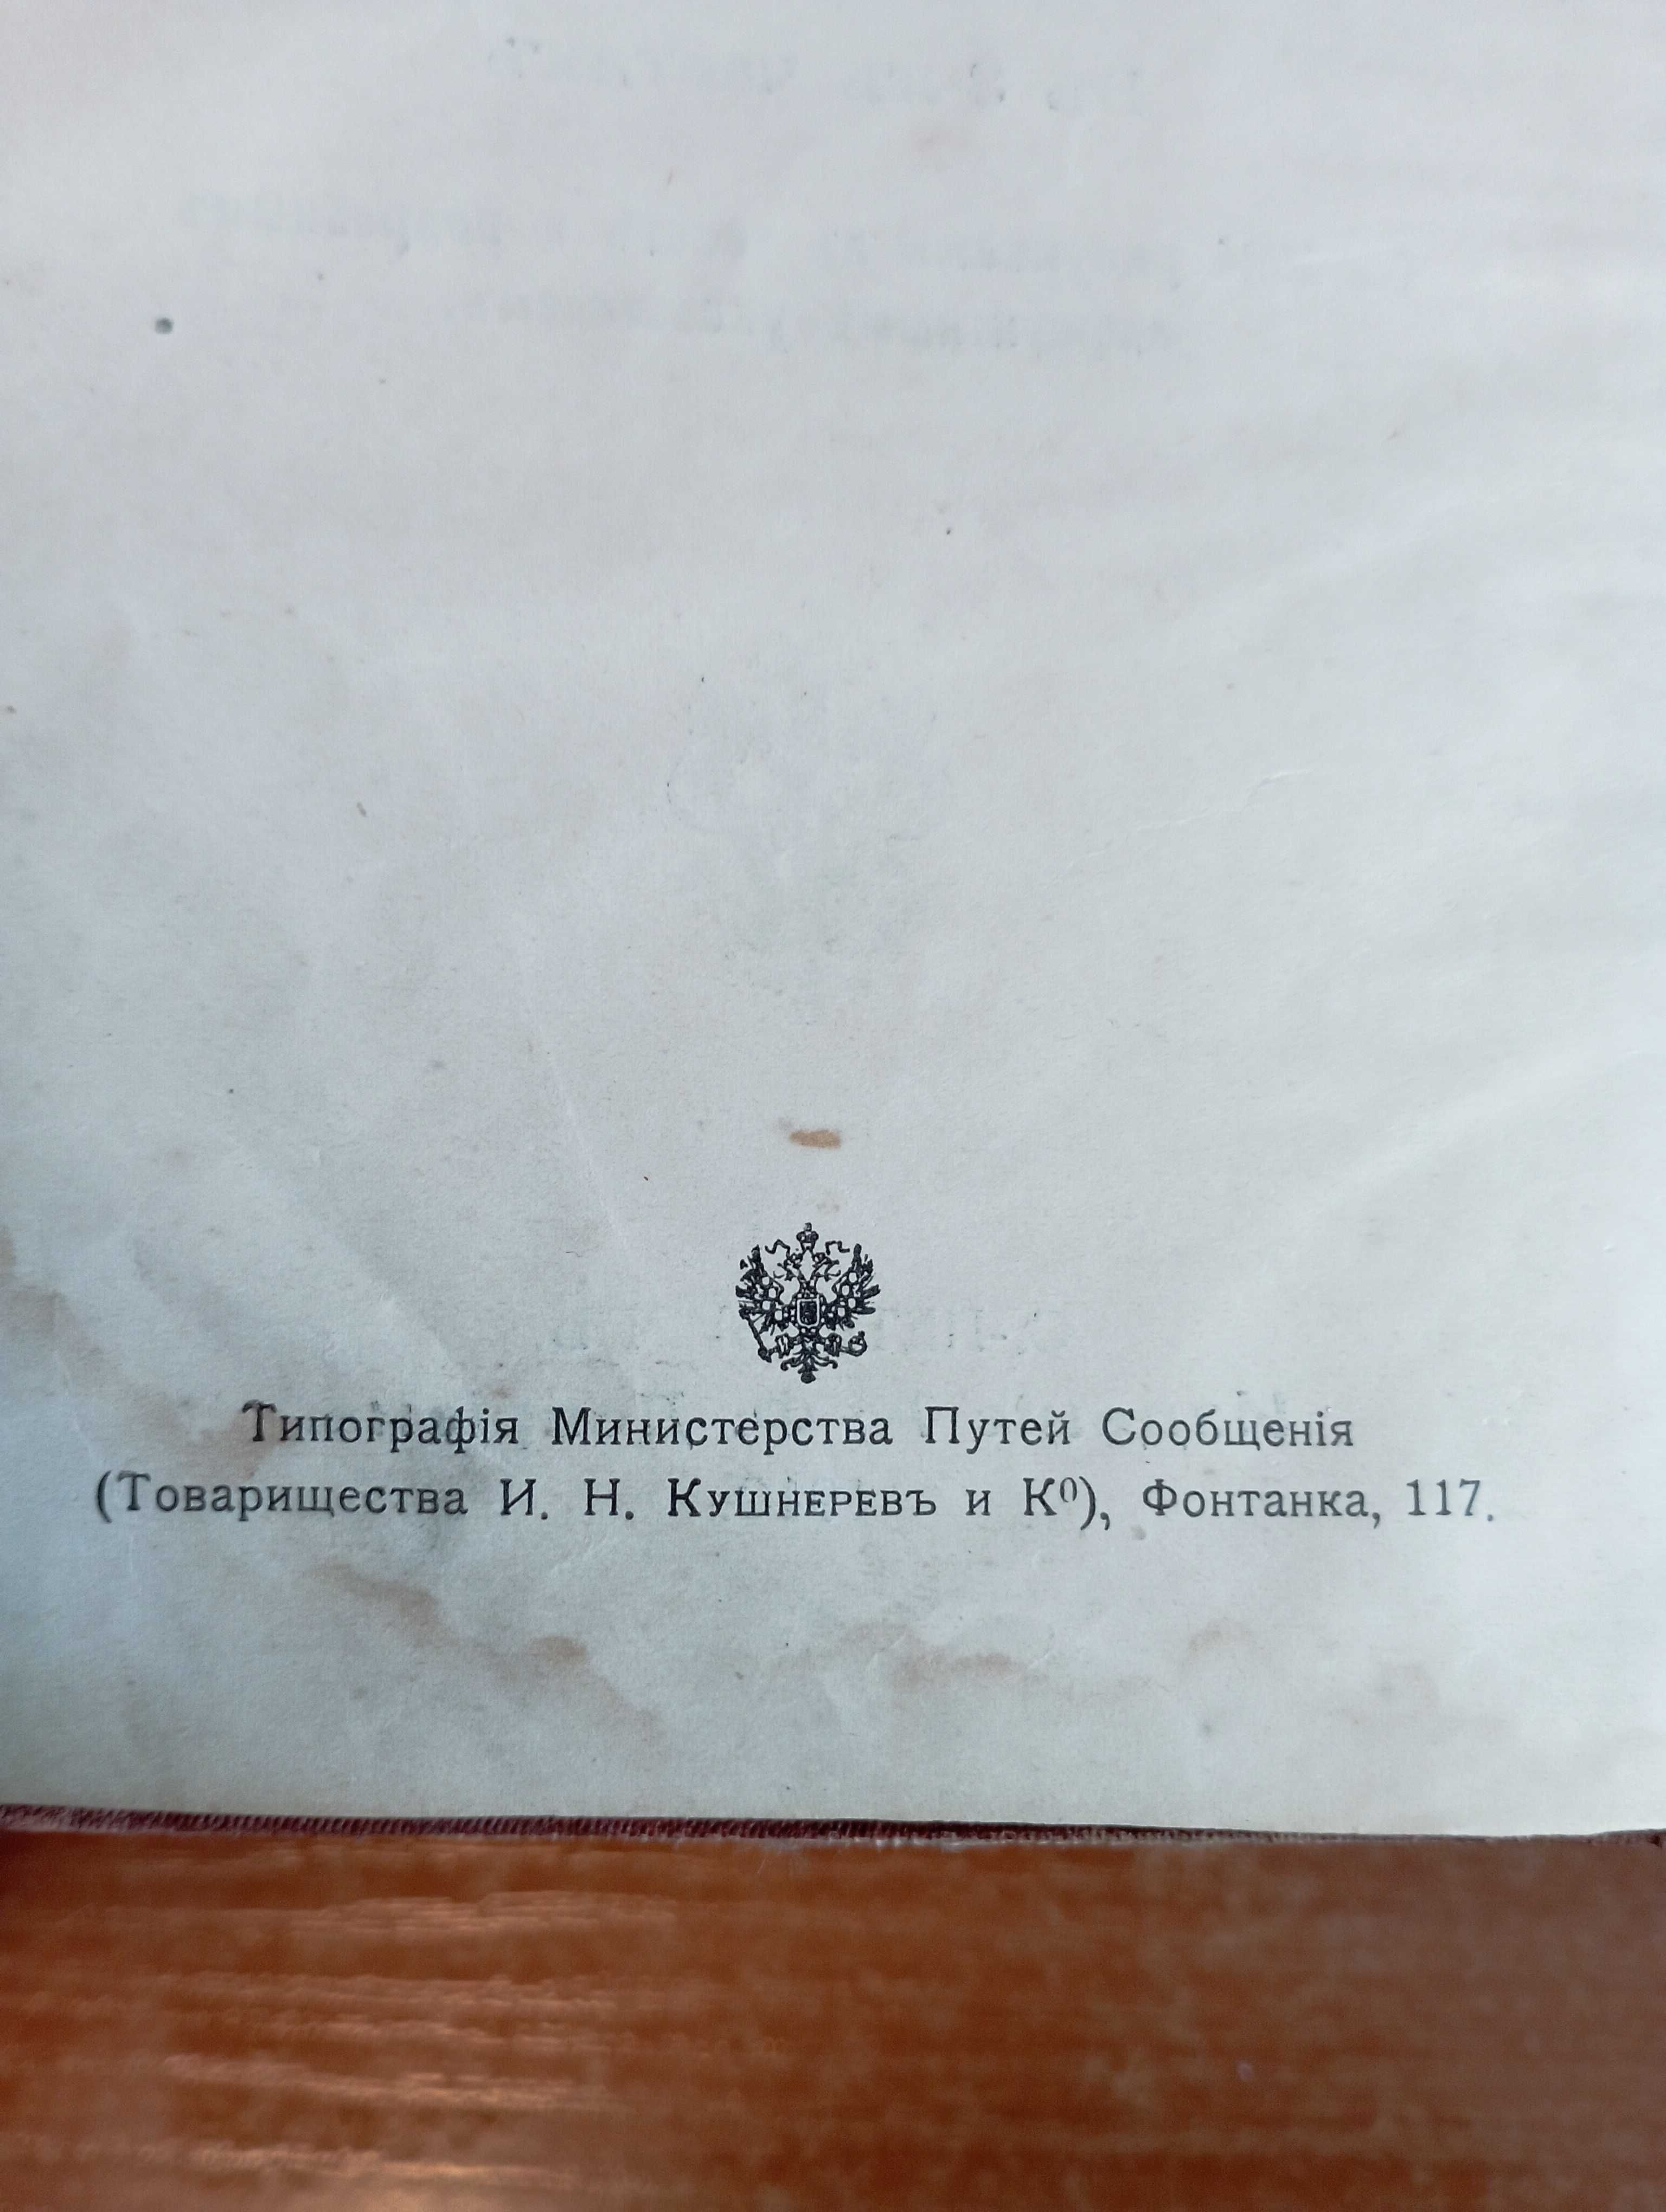 Типографія Министерства Путей Сообщенія
(Товарищества И. Н. Кушнеревъ и К⁰), Фонтанка, 117.